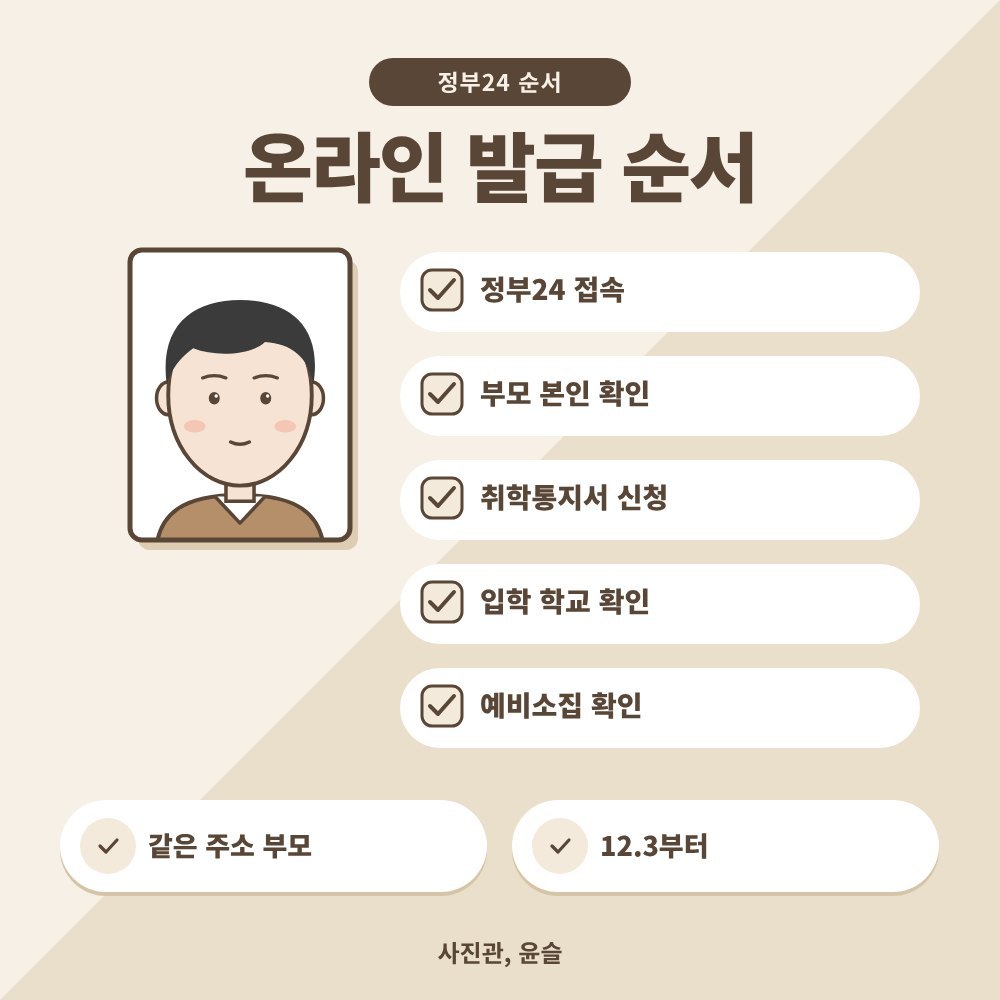 정부24 순서
온라인 발급 순서
정부24 접속
부모 본인 확인
취학통지서 신청
입학 학교 확인
예비소집 확인
같은 주소 부모
12.3부터
사진관, 윤슬